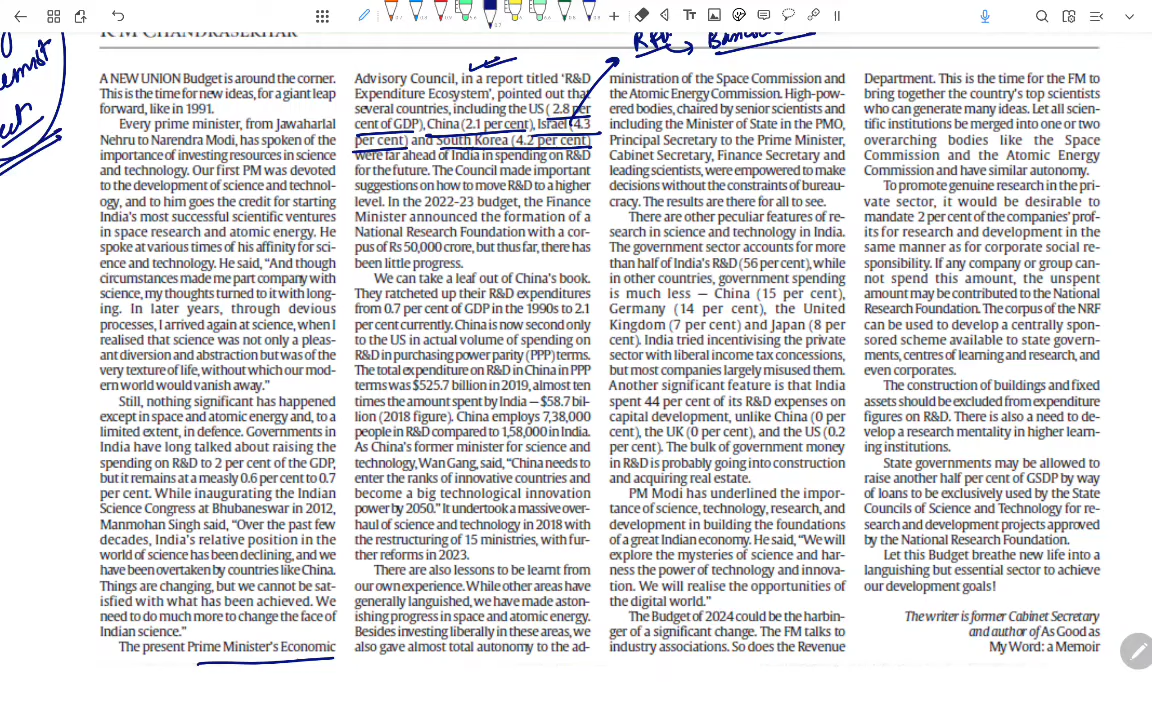 K M CHANDRASEKHAR
A NEW UNION Budget is around the corner.
This is the time for new ideas, for a giant leap
forward, like in 1991.
Every prime minister, from Jawaharlal
Nehru to Narendra Modi, has spoken of the
importance of investing resources in science
and technology. Our first PM was devoted
to the development of science and technol-
ogy, and to him goes the credit for starting
India's most successful scientific ventures
in space research and atomic energy. He
spoke at various times of his affinity for sci-
ence and technology. He said, "And though
circumstances made me part company with
science, my thoughts turned to it with long-
ing. In later years, through devious
processes, I arrived again at science, when I
realised that science was not only a pleas-
ant diversion and abstraction but was of the
very texture of life, without which our mod-
ern world would vanish away."
Still, nothing significant has happened
except in space and atomic energy and, to a
limited extent, in defence. Governments in
India have long talked about raising the
spending on R&D to 2 per cent of the GDP,
but it remains at a measly 0.6 per cent to 0.7
per cent. While inaugurating the Indian
Science Congress at Bhubaneswar in 2012,
Manmohan Singh said, "Over the past few
decades, India's relative position in the
world of science has been declining, and we
have been overtaken by countries like China.
Things are changing, but we cannot be sat-
isfied with what has been achieved. We
need to do much more to change the face of
Indian science."
The present Prime Minister's Economic
Advisory Council, in a report titled 'R&D
Expenditure Ecosystem', pointed out that
several countries, including the US ( 2.8 per
cent of GDP), China (2.1 per cent), Israel (4.3
per cent) and South Korea (4.2 per cent)
were far ahead of India in spending on R&D
for the future. The Council made important
suggestions on how to move R&D to a higher
level. In the 2022-23 budget, the Finance
Minister announced the formation of a
National Research Foundation with a cor-
pus of Rs 50,000 crore, but thus far, there has
been little progress.
We can take a leaf out of China's book.
They ratcheted up their R&D expenditures
from 0.7 per cent of GDP in the 1990s to 2.1
per cent currently. China is now second only
to the US in actual volume of spending on
R&D in purchasing power parity (PPP) terms.
The total expenditure on R&D in China in PPP
terms was $525.7 billion in 2019, almost ten
times the amount spent by India — $58.7 bil-
lion (2018 figure). China employs 7,38,000
people in R&D compared to 1,58,000 in India.
As China's former minister for science and
technology, Wan Gang, said, "China needs to
enter the ranks of innovative countries and
become a big technological innovation
power by 2050." It undertook a massive over-
haul of science and technology in 2018 with
the restructuring of 15 ministries, with fur-
ther reforms in 2023.
There are also lessons to be learnt from
our own experience. While other areas have
generally languished, we have made aston-
ishing progress in space and atomic energy.
Besides investing liberally in these areas, we
also gave almost total autonomy to the ad-
ministration of the Space Commission and
the Atomic Energy Commission. High-pow-
ered bodies, chaired by senior scientists and
including the Minister of State in the PMO,
Principal Secretary to the Prime Minister,
Cabinet Secretary, Finance Secretary and
leading scientists, were empowered to make
decisions without the constraints of bureau-
cracy. The results are there for all to see.
There are other peculiar features of re-
search in science and technology in India.
The government sector accounts for more
than half of India's R&D (56 per cent), while
in other countries, government spending
is much less — China (15 per cent),
Germany (14 per cent), the United
Kingdom (7 per cent) and Japan (8 per
cent). India tried incentivising the private
sector with liberal income tax concessions,
but most companies largely misused them.
Another significant feature is that India
spent 44 per cent of its R&D expenses on
capital development, unlike China (0 per
cent), the UK (0 per cent), and the US (0.2
per cent). The bulk of government money
in R&D is probably going into construction
and acquiring real estate.
PM Modi has underlined the impor-
tance of science, technology, research, and
development in building the foundations
of a great Indian economy. He said, "We will
explore the mysteries of science and har-
ness the power of technology and innova-
tion. We will realise the opportunities of
the digital world."
The Budget of 2024 could be the harbin-
ger of a significant change. The FM talks to
industry associations. So does the Revenue
Department. This is the time for the FM to
bring together the country's top scientists
who can generate many ideas. Let all scien-
tific institutions be merged into one or two
overarching bodies like the Space
Commission and the Atomic Energy
Commission and have similar autonomy.
To promote genuine research in the pri-
vate sector, it would be desirable to
mandate 2 per cent of the companies' prof-
its for research and development in the
same manner as for corporate social re-
sponsibility. If any company or group can-
not spend this amount, the unspent
amount may be contributed to the National
Research Foundation. The corpus of the NRF
can be used to develop a centrally spon-
sored scheme available to state govern-
ments, centres of learning and research, and
even corporates.
The construction of buildings and fixed
assets should be excluded from expenditure
figures on R&D. There is also a need to de-
velop a research mentality in higher learn-
ing institutions.
State governments may be allowed to
raise another half per cent of GSDP by way
of loans to be exclusively used by the State
Councils of Science and Technology for re-
search and development projects approved
by the National Research Foundation.
Let this Budget breathe new life into a
languishing but essential sector to achieve
our development goals!
The writer is former Cabinet Secretary
and author of As Good as
My Word: a Memoir